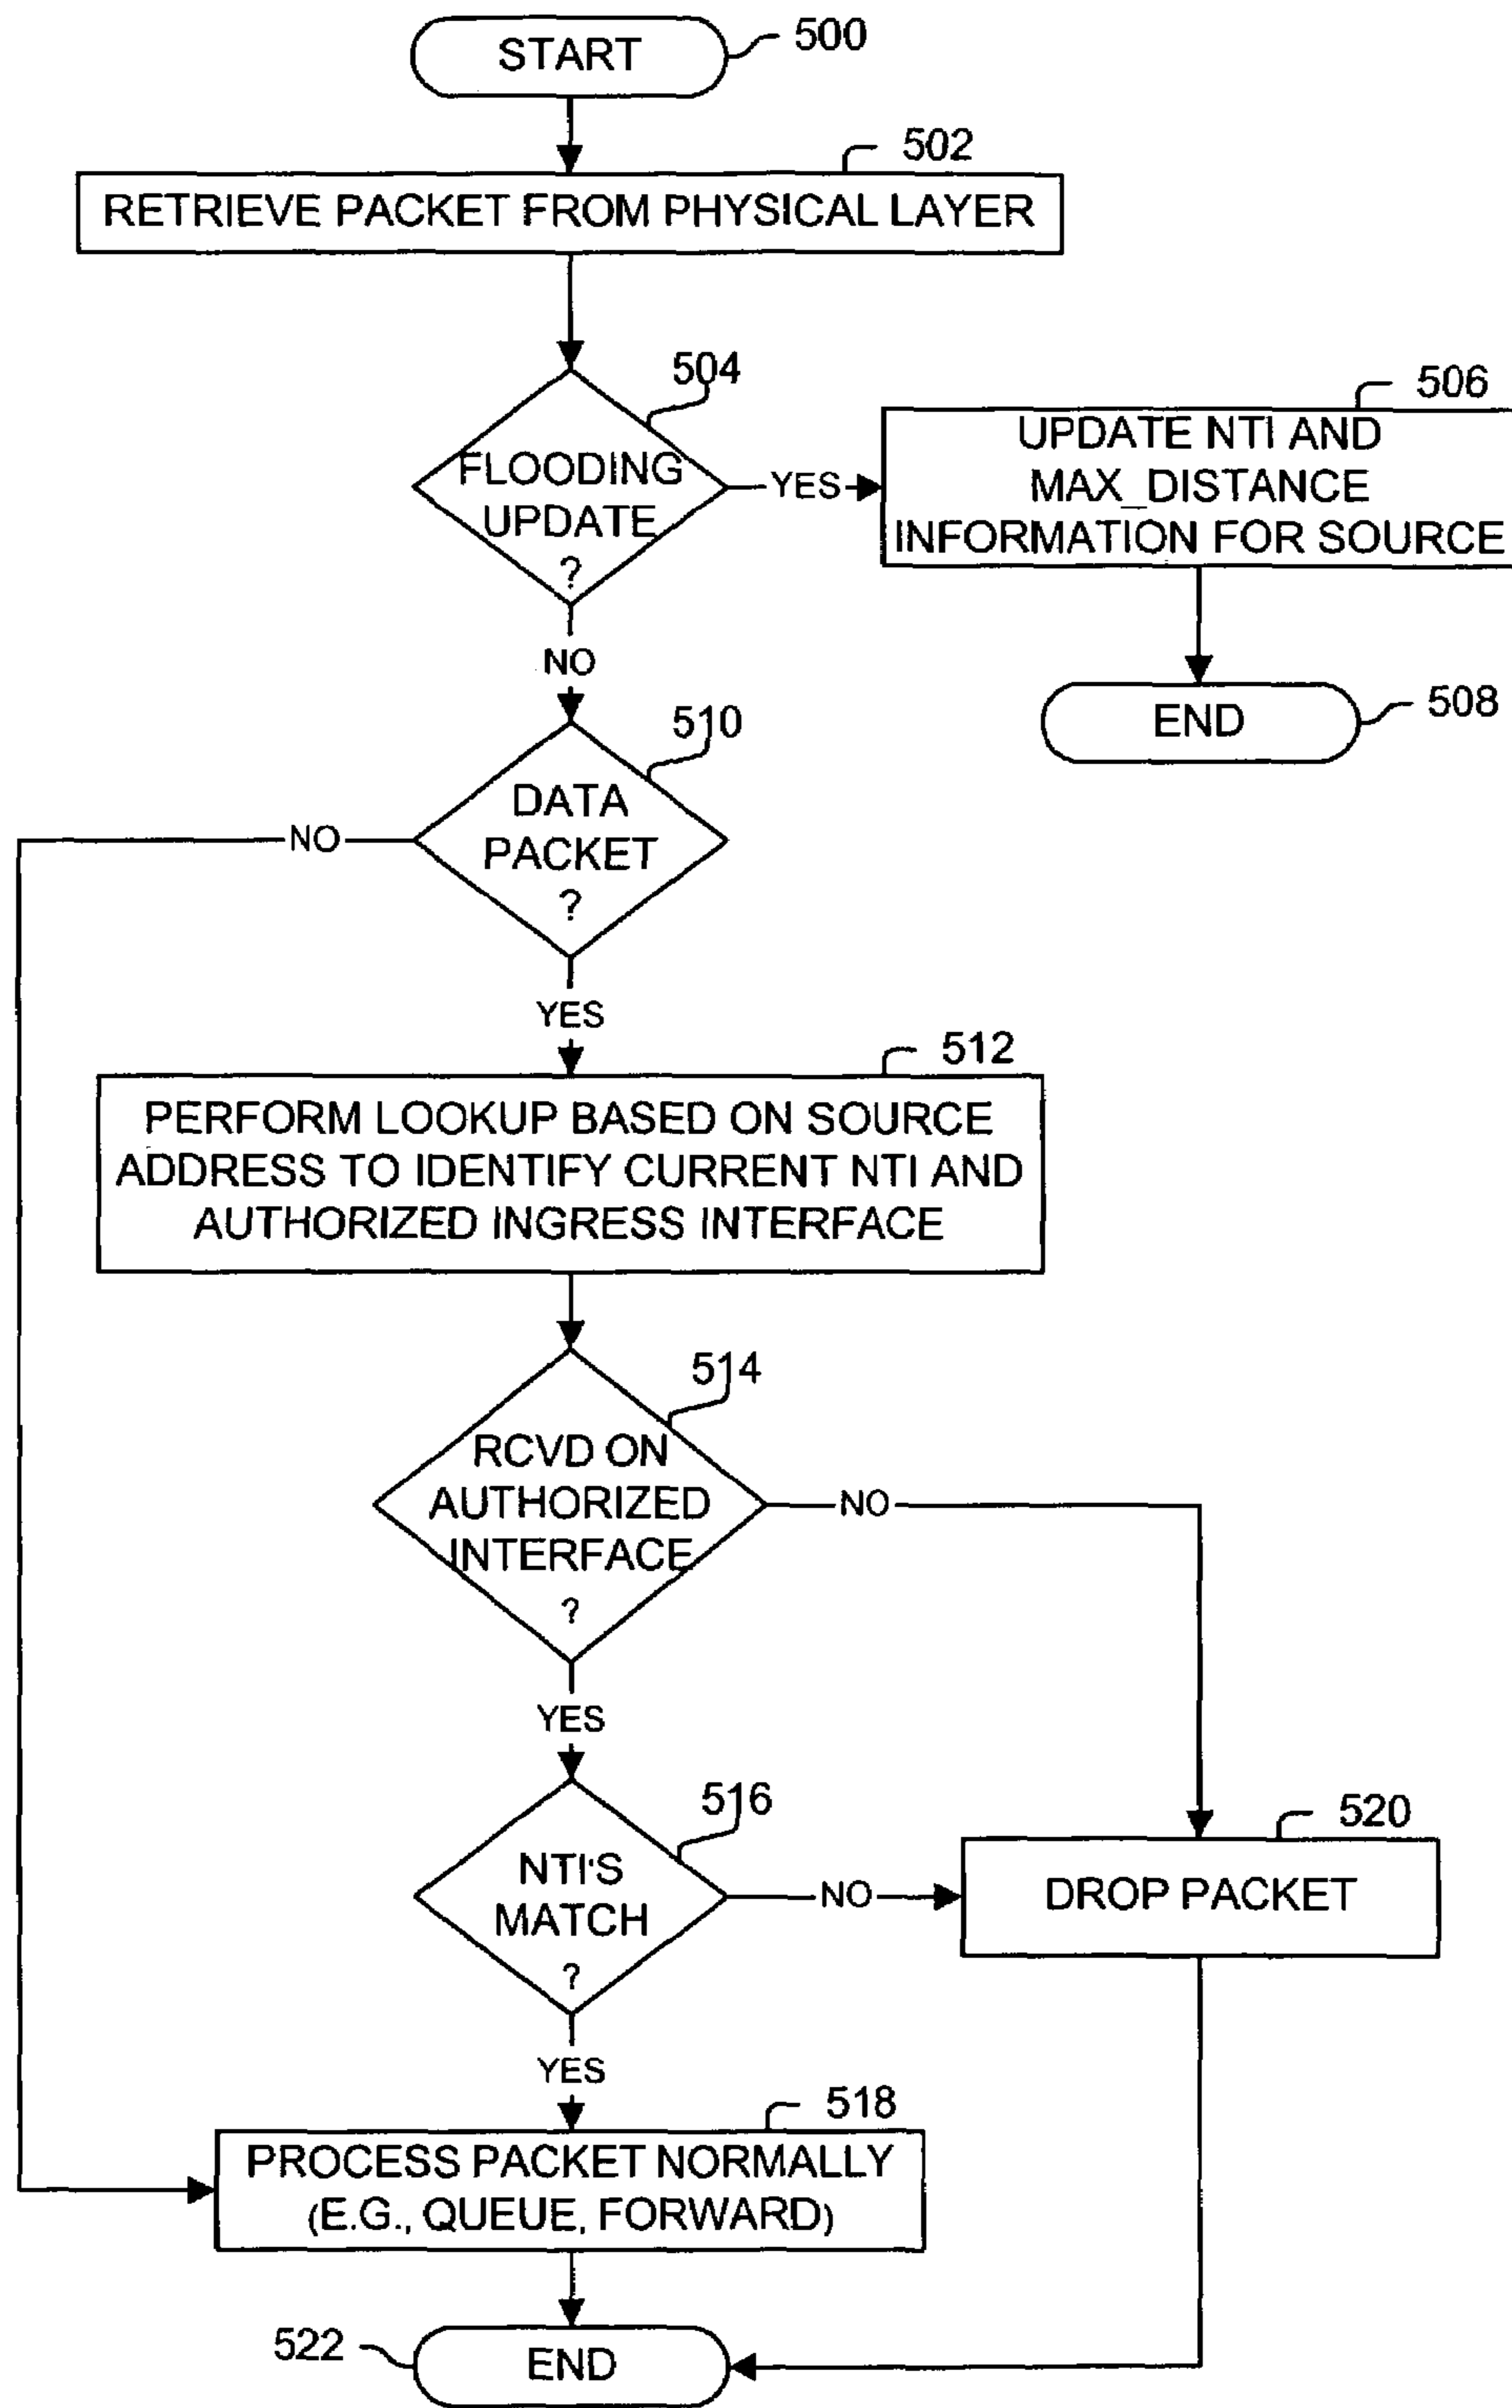 START
500
502
RETRIEVE PACKET FROM PHYSICAL LAYER
504
FLOODING
UPDATE
?
YES
506
UPDATE NTI AND
MAX_DISTANCE
INFORMATION FOR SOURCE
NO
END
508
510
DATA
PACKET
?
NO
YES
512
PERFORM LOOKUP BASED ON SOURCE
ADDRESS TO IDENTIFY CURRENT NTI AND
AUTHORIZED INGRESS INTERFACE
514
RCVD ON
AUTHORIZED
INTERFACE
?
NO
YES
516
NTI'S
MATCH
?
NO
520
DROP PACKET
YES
518
PROCESS PACKET NORMALLY
(E.G., QUEUE, FORWARD)
522
END